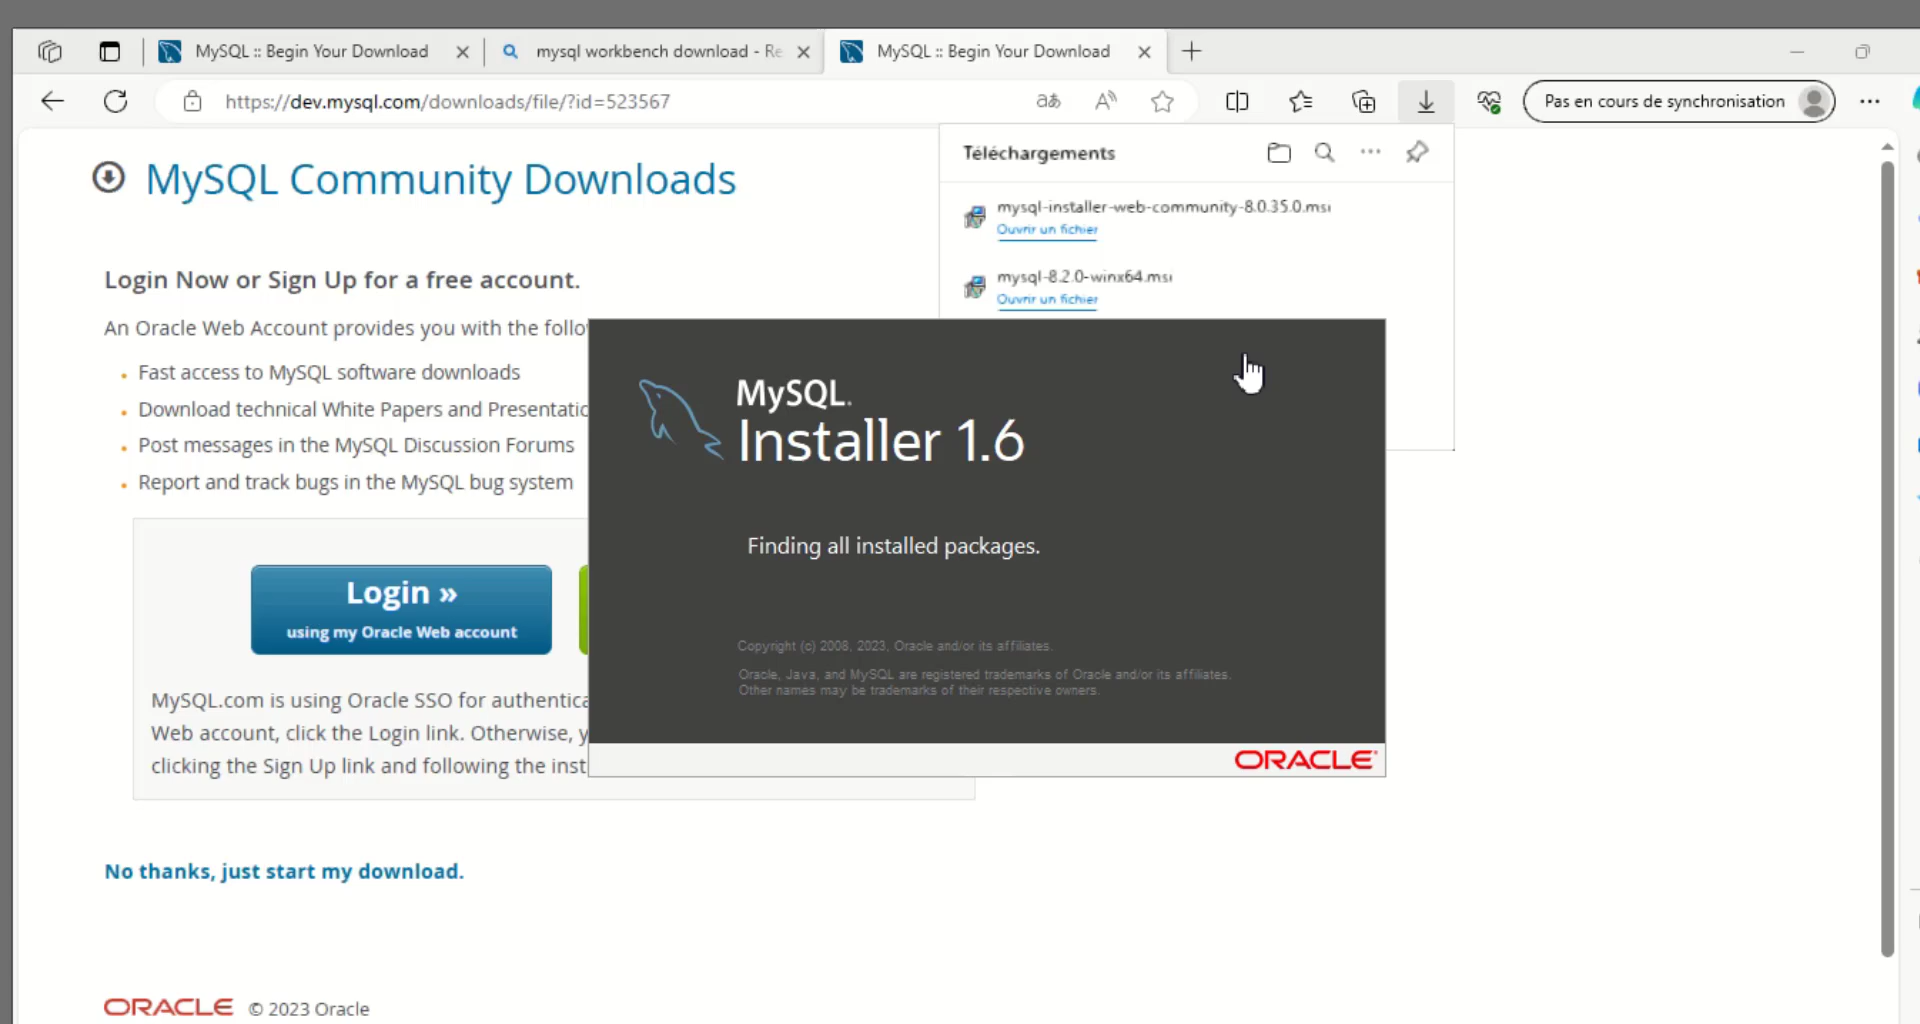 MySQL :: Begin Your Download
mysql workbench download - Re
MySQL :: Begin Your Download
https://dev.mysql.com/downloads/file/?id=523567
Pas en cours de synchronisation
MySQL Community Downloads
Téléchargements
mysql-installer-web-community-8.0.35.0.msi
Ouvrir un fichier
mysql-8.2.0-winx64.msi
Ouvrir un fichier
Login Now or Sign Up for a free account.
An Oracle Web Account provides you with the follo
Fast access to MySQL software downloads
Download technical White Papers and Presentatio
Post messages in the MySQL Discussion Forums
Report and track bugs in the MySQL bug system
MySQL.
Installer 1.6
Finding all installed packages.
Copyright (c) 2008, 2023, Oracle and/or its affiliates.
Oracle, Java, and MySQL are registered trademarks of Oracle and/or its affiliates.
Other names may be trademarks of their respective owners.
ORACLE
Login »
using my Oracle Web account
MySQL.com is using Oracle SSO for authentica
Web account, click the Login link. Otherwise, y
clicking the Sign Up link and following the inst
No thanks, just start my download.
ORACLE © 2023 Oracle